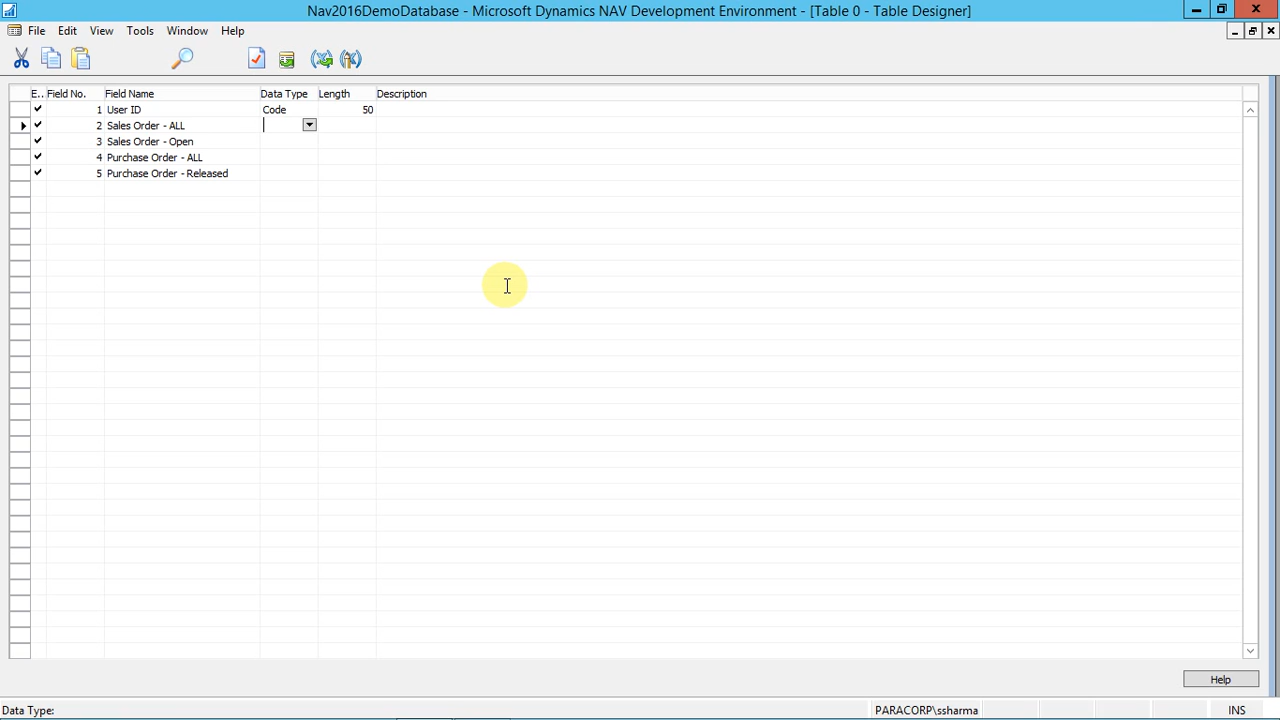 Nav2016DemoDatabase - Microsoft Dynamics NAV Development Environment - [Table 0 - Table Designer]
File Edit View Tools Window Help
E.. Field No. Field Name Data Type Length Description
1 User ID Code 50
2 Sales Order - ALL
3 Sales Order - Open
4 Purchase Order - ALL
5 Purchase Order - Released
Help
Data Type: PARACORP\ssharma INS